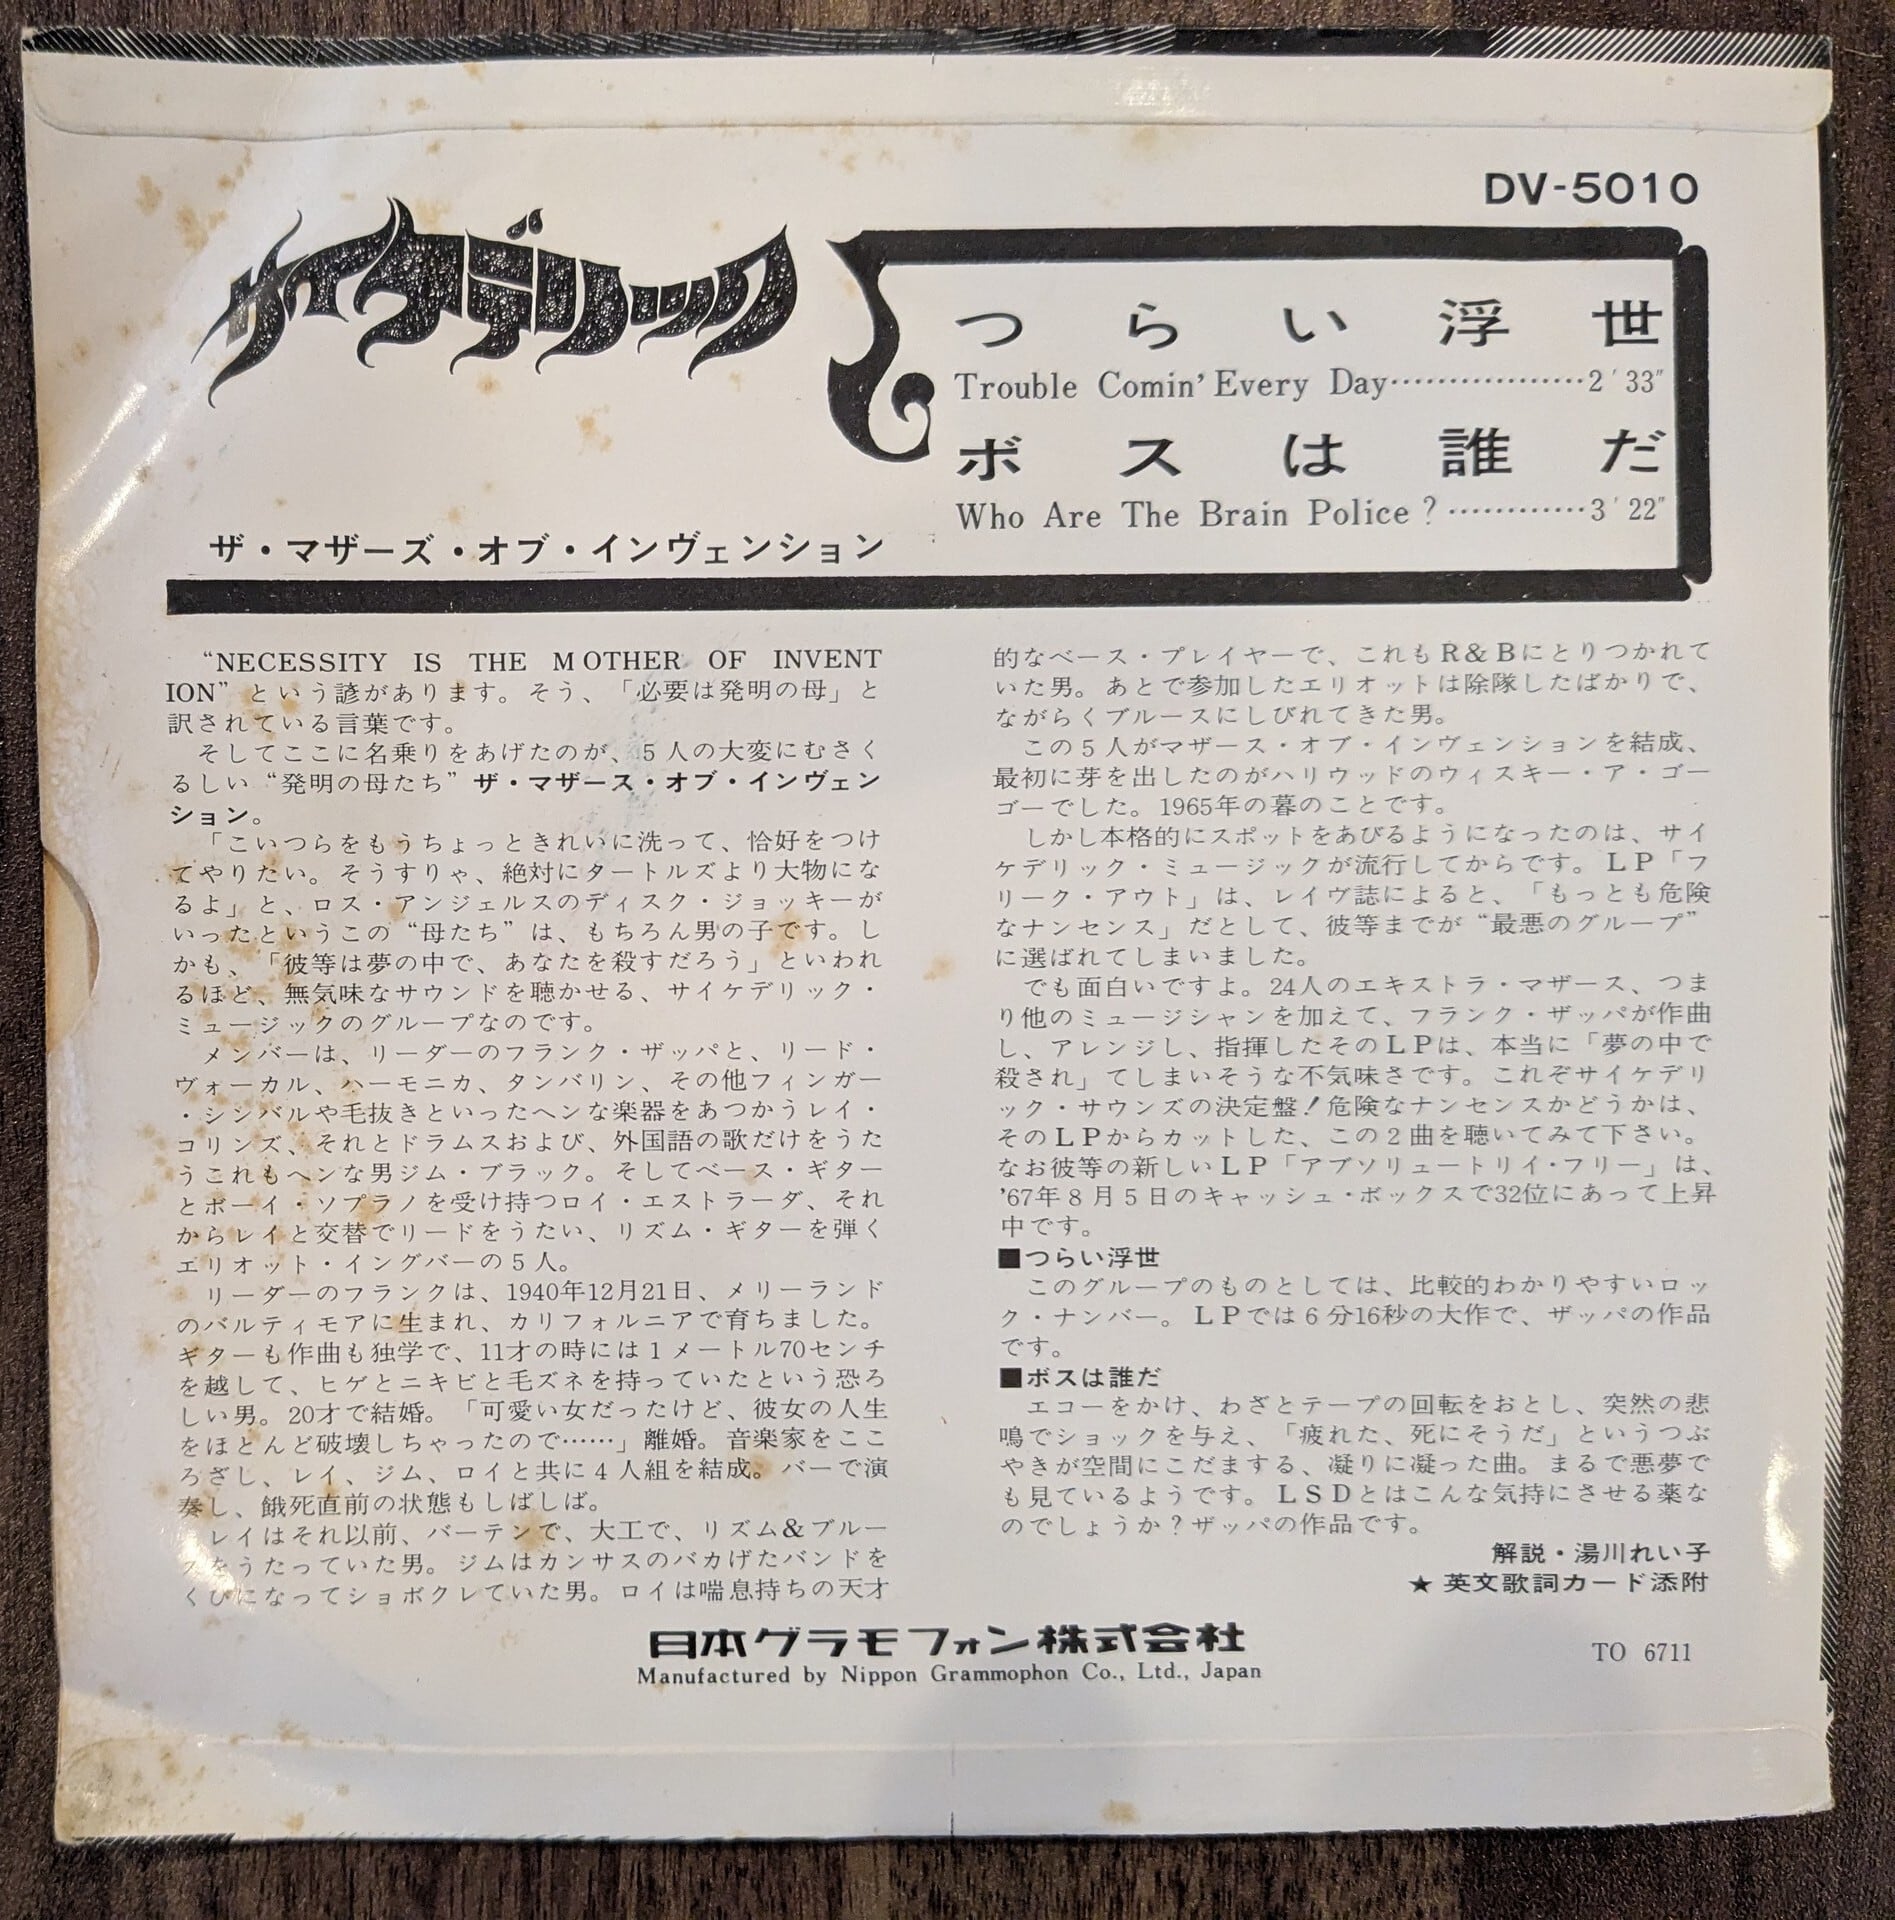 DV-5010
サイケデリック
つらい浮世
Trouble Comin' Every Day………………2′33″
ボスは誰だ
Who Are The Brain Police?…………3′22″
ザ・マザーズ・オブ・インヴェンション
“NECESSITY IS THE MOTHER OF INVENT
ION” という諺があります。そう、「必要は発明の母」と
訳されている言葉です。
そしてここに名乗りをあげたのが、5人の大変にむさく
るしい“発明の母たち”ザ・マザース・オブ・インヴェン
ション。
「こいつらをもうちょっときれいに洗って、恰好をつけ
てやりたい。そうすりゃ、絶対にタートルズより大物にな
るよ」と、ロス・アンジェルスのディスク・ジョッキーが
いったというこの“母たち”は、もちろん男の子です。し
かも、「彼等は夢の中で、あなたを殺すだろう」といわれ
るほど、無気味なサウンドを聴かせる、サイケデリック・
ミュージックのグループなのです。
メンバーは、リーダーのフランク・ザッパと、リード・
ヴォーカル、ハーモニカ、タンバリン、その他フィンガー
・シンバルや毛抜きといったヘンな楽器をあつかうレイ・
コリンズ、それとドラムスおよび、外国語の歌だけをうた
うこれもヘンな男ジム・ブラック。そしてベース・ギター
とボーイ・ソプラノを受け持つロイ・エストラーダ、それ
からレイと交替でリードをうたい、リズム・ギターを弾く
エリオット・イングバーの5人。
リーダーのフランクは、1940年12月21日、メリーランド
のバルティモアに生まれ、カリフォルニアで育ちました。
ギターも作曲も独学で、11才の時には1メートル70センチ
を越して、ヒゲとニキビと毛ズネを持っていたという恐ろ
しい男。20才で結婚。「可愛い女だったけど、彼女の人生
をほとんど破壊しちゃったので……」離婚。音楽家をここ
ろざし、レイ、ジム、ロイと共に4人組を結成。バーで演
奏し、餓死直前の状態もしばしば。
レイはそれ以前、バーテンで、大工で、リズム&ブルー
スをうたっていた男。ジムはカンサスのバカげたバンドを
くびになってショボクレていた男。ロイは喘息持ちの天才
的なベース・プレイヤーで、これもR&Bにとりつかれて
いた男。あとで参加したエリオットは除隊したばかりで、
ながらくブルースにしびれてきた男。
この5人がマザース・オブ・インヴェンションを結成、
最初に芽を出したのがハリウッドのウィスキー・ア・ゴー
ゴーでした。1965年の暮のことです。
しかし本格的にスポットをあびるようになったのは、サイ
ケデリック・ミュージックが流行してからです。LP「フ
リーク・アウト」は、レイヴ誌によると、「もっとも危険
なナンセンス」だとして、彼等までが“最悪のグループ”
に選ばれてしまいました。
でも面白いですよ。24人のエキストラ・マザース、つま
り他のミュージシャンを加えて、フランク・ザッパが作曲
し、アレンジし、指揮したそのLPは、本当に「夢の中で
殺され」てしまいそうな不気味さです。これぞサイケデリ
ック・サウンズの決定盤!危険なナンセンスかどうかは、
そのLPからカットした、この2曲を聴いてみて下さい。
なお彼等の新しいLP「アブソリュートリイ・フリー」は、
'67年8月5日のキャッシュ・ボックスで32位にあって上昇
中です。
■つらい浮世
このグループのものとしては、比較的わかりやすいロッ
ク・ナンバー。LPでは6分16秒の大作で、ザッパの作品
です。
■ボスは誰だ
エコーをかけ、わざとテープの回転をおとし、突然の悲
鳴でショックを与え、「疲れた、死にそうだ」というつぶ
やきが空間にこだまする、凝りに凝った曲。まるで悪夢で
も見ているようです。LSDとはこんな気持にさせる薬な
のでしょうか?ザッパの作品です。
解説・湯川れい子
★英文歌詞カード添附
日本グラモフォン株式会社
Manufactured by Nippon Grammophon Co., Ltd., Japan
TO 6711